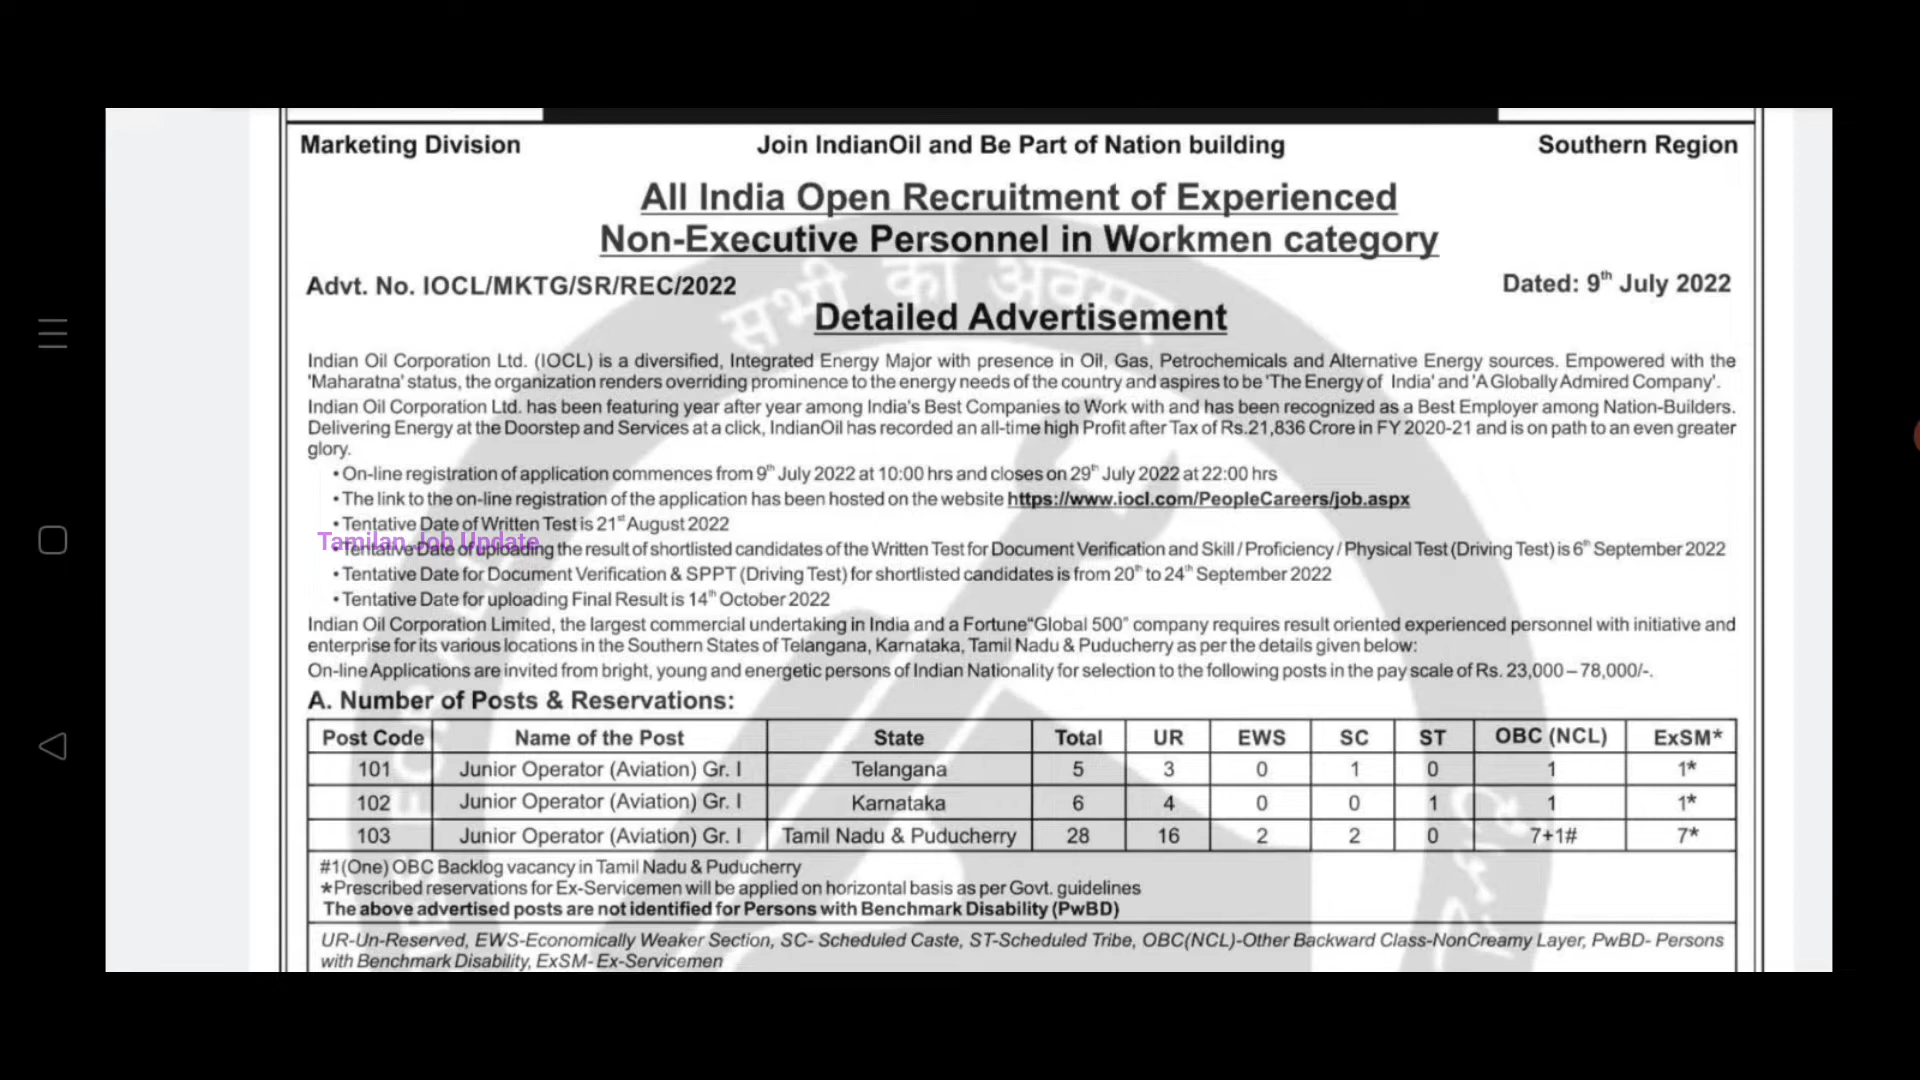 Marketing Division Join IndianOil and Be Part of Nation building Southern Region
All India Open Recruitment of Experienced
Non-Executive Personnel in Workmen category
Advt. No. IOCL/MKTG/SR/REC/2022 Dated: 9th July 2022
Detailed Advertisement
Indian Oil Corporation Ltd. (IOCL) is a diversified, Integrated Energy Major with presence in Oil, Gas, Petrochemicals and Alternative Energy sources. Empowered with the
'Maharatna' status, the organization renders overriding prominence to the energy needs of the country and aspires to be 'The Energy of India' and 'A Globally Admired Company'.
Indian Oil Corporation Ltd. has been featuring year after year among India's Best Companies to Work with and has been recognized as a Best Employer among Nation-Builders.
Delivering Energy at the Doorstep and Services at a click, IndianOil has recorded an all-time high Profit after Tax of Rs.21,836 Crore in FY 2020-21 and is on path to an even greater
glory.
• On-line registration of application commences from 9th July 2022 at 10:00 hrs and closes on 29th July 2022 at 22:00 hrs
• The link to the on-line registration of the application has been hosted on the website https://www.iocl.com/PeopleCareers/job.aspx
• Tentative Date of Written Test is 21st August 2022
Tamilan Job Update
• Tentative Date of uploading the result of shortlisted candidates of the Written Test for Document Verification and Skill / Proficiency / Physical Test (Driving Test) is 6th September 2022
• Tentative Date for Document Verification & SPPT (Driving Test) for shortlisted candidates is from 20th to 24th September 2022
• Tentative Date for uploading Final Result is 14th October 2022
Indian Oil Corporation Limited, the largest commercial undertaking in India and a Fortune "Global 500" company requires result oriented experienced personnel with initiative and
enterprise for its various locations in the Southern States of Telangana, Karnataka, Tamil Nadu & Puducherry as per the details given below:
On-line Applications are invited from bright, young and energetic persons of Indian Nationality for selection to the following posts in the pay scale of Rs. 23,000 – 78,000/-.
A. Number of Posts & Reservations:
Post Code Name of the Post State Total UR EWS SC ST OBC (NCL) ExSM*
101 Junior Operator (Aviation) Gr. I Telangana 5 3 0 1 0 1 1*
102 Junior Operator (Aviation) Gr. I Karnataka 6 4 0 0 1 1 1*
103 Junior Operator (Aviation) Gr. I Tamil Nadu & Puducherry 28 16 2 2 0 7+1# 7*
#1(One) OBC Backlog vacancy in Tamil Nadu & Puducherry
*Prescribed reservations for Ex-Servicemen will be applied on horizontal basis as per Govt. guidelines
The above advertised posts are not identified for Persons with Benchmark Disability (PwBD)
UR-Un-Reserved, EWS-Economically Weaker Section, SC- Scheduled Caste, ST-Scheduled Tribe, OBC(NCL)-Other Backward Class-NonCreamy Layer, PwBD- Persons
with Benchmark Disability, ExSM- Ex-Servicemen